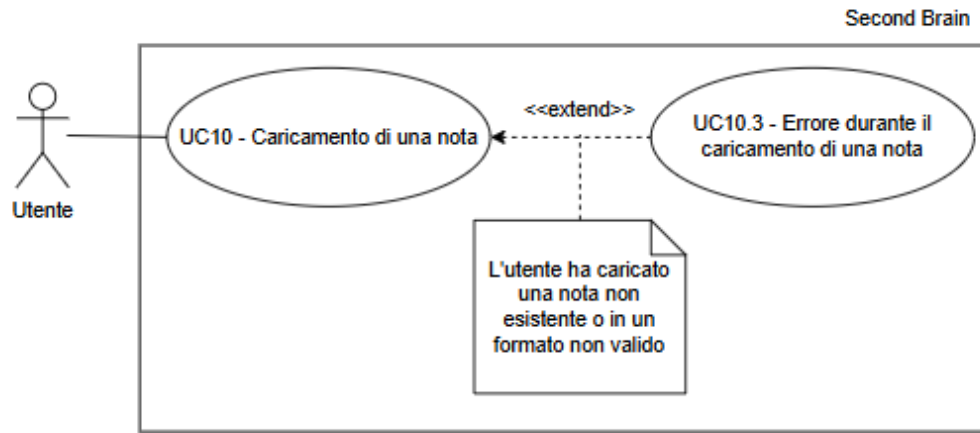 Second Brain
Utente
UC10 - Caricamento di una nota
<<extend>>
UC10.3 - Errore durante il
caricamento di una nota
L'utente ha caricato
una nota non
esistente o in un
formato non valido